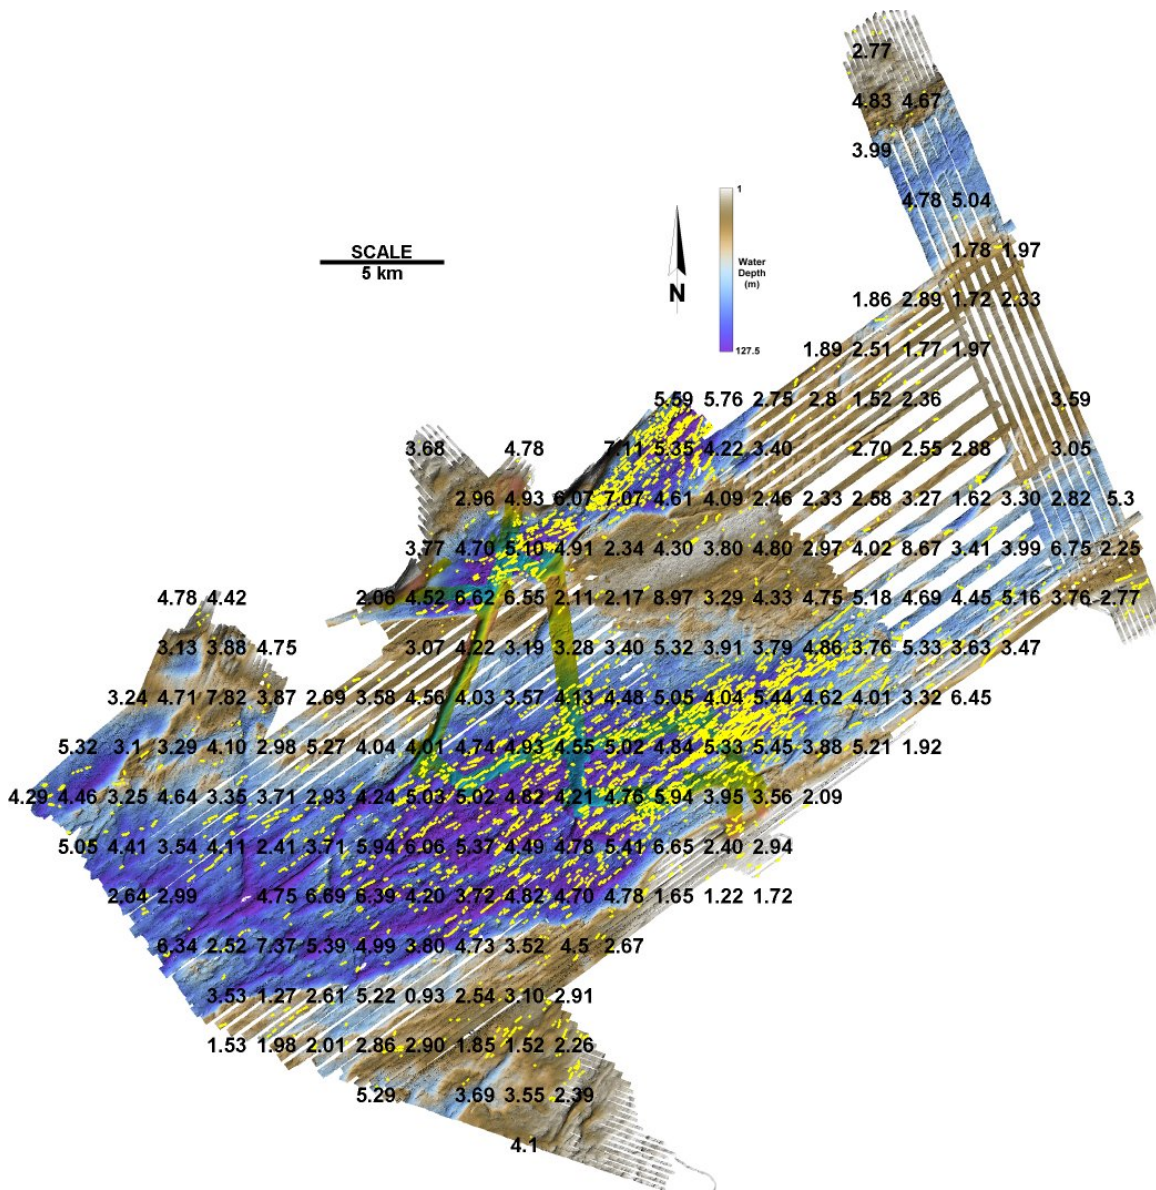 2.77
4.83 4.67
3.99
1
4.78 5.04
SCALE
5 km
Water
Depth
(m)
N
127.5
1.78 1.97
1.86 2.89 1.72 2.33
1.89 2.51 1.77 1.97
5.59 5.76 2.75 2.8 1.52 2.36 3.59
3.68 4.78 7.11 5.35 4.22 3.40 2.70 2.55 2.88 3.05
2.96 4.93 6.07 7.07 4.61 4.09 2.46 2.33 2.58 3.27 1.62 3.30 2.82 5.3
3.77 4.70 5.10 4.91 2.34 4.30 3.80 4.80 2.97 4.02 8.67 3.41 3.99 6.75 2.25
4.78 4.42 2.06 4.52 6.62 6.55 2.11 2.17 8.97 3.29 4.33 4.75 5.18 4.69 4.45 5.16 3.76 2.77
3.13 3.88 4.75 3.07 4.22 3.19 3.28 3.40 5.32 3.91 3.79 4.86 3.76 5.33 3.63 3.47
3.24 4.71 7.82 3.87 2.69 3.58 4.56 4.03 3.57 4.13 4.48 5.05 4.04 5.44 4.62 4.01 3.32 6.45
5.32 3.1 3.29 4.10 2.98 5.27 4.04 4.01 4.74 4.93 4.55 5.02 4.84 5.33 5.45 3.88 5.21 1.92
4.29 4.46 3.25 4.64 3.35 3.71 2.93 4.24 5.03 5.02 4.82 4.21 4.76 5.94 3.95 3.56 2.09
5.05 4.41 3.54 4.11 2.41 3.71 5.94 6.06 5.37 4.49 4.78 5.41 6.65 2.40 2.94
2.64 2.99 4.75 6.69 6.39 4.20 3.72 4.82 4.70 4.78 1.65 1.22 1.72
6.34 2.52 7.37 5.39 4.99 3.80 4.73 3.52 4.5 2.67
3.53 1.27 2.61 5.22 0.93 2.54 3.10 2.91
1.53 1.98 2.01 2.86 2.90 1.85 1.52 2.26
5.29 3.69 3.55 2.39
4.1